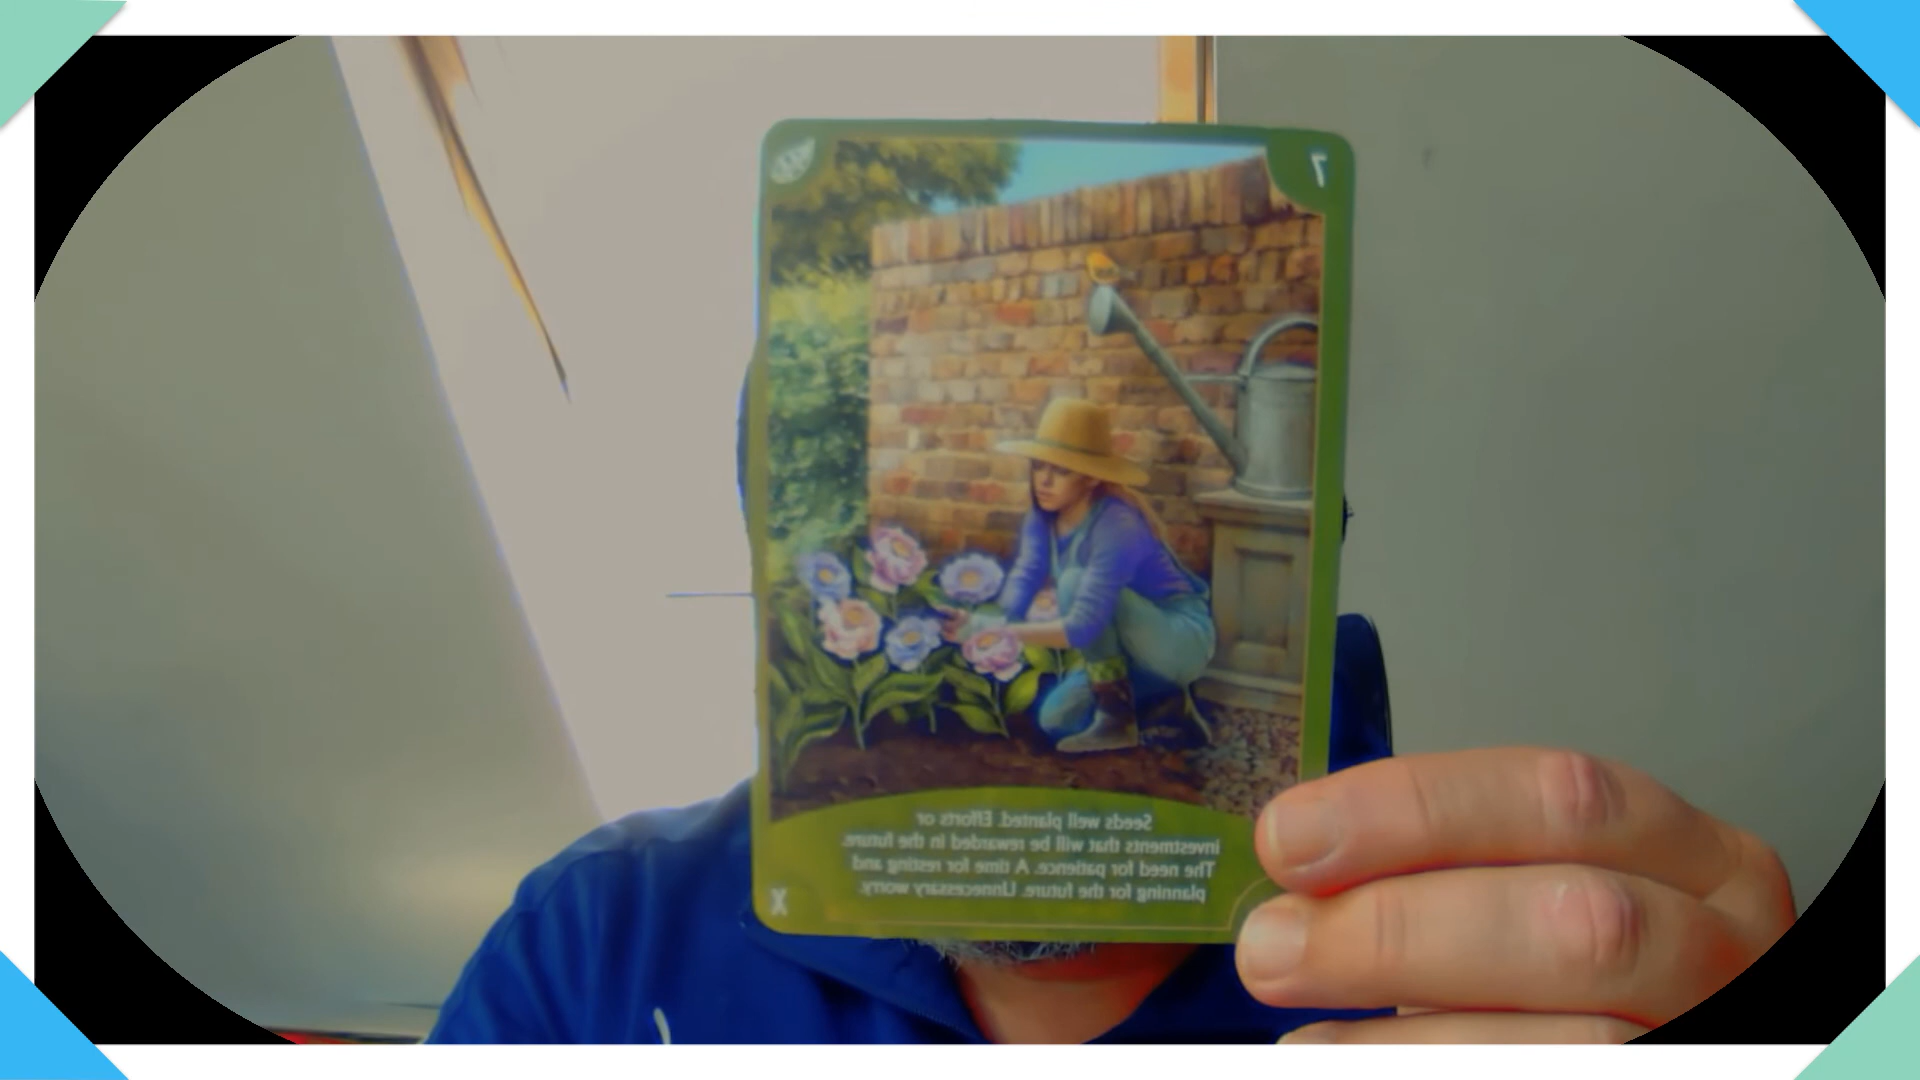 7
Seeds well planted. Efforts or
investments that will be rewarded in the future.
The need for patience. A time for resting and
planning for the future. Unnecessary worry.
X